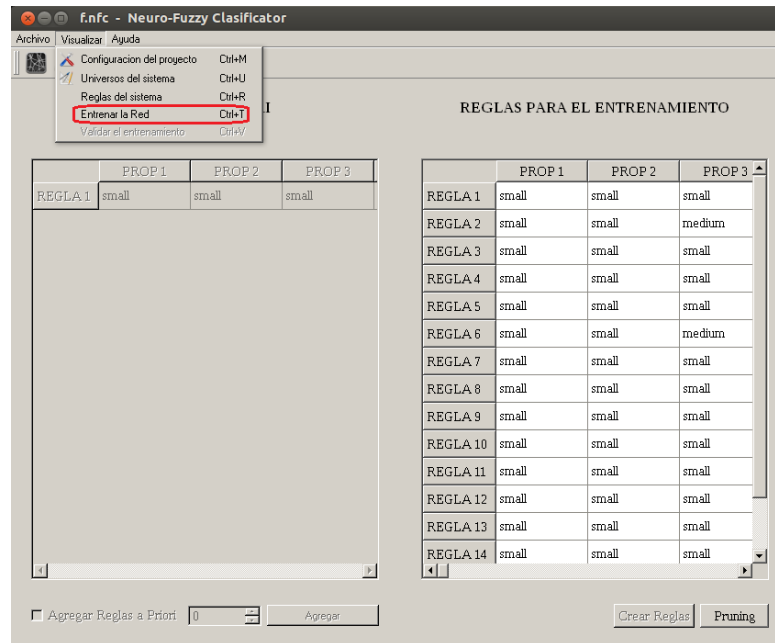 f.nfc - Neuro-Fuzzy Clasificator
Archivo Visualizar Ayuda
Configuracion del proyecto Ctrl+M
Universos del sistema Ctrl+U
Reglas del sistema Ctrl+R
Entrenar la Red Ctrl+T
Validar el entrenamiento Ctrl+V
I
REGLAS PARA EL ENTRENAMIENTO
PROP 1 PROP 2 PROP 3
REGLA 1 small small small
PROP 1 PROP 2 PROP 3
REGLA 1 small small small
REGLA 2 small small medium
REGLA 3 small small small
REGLA 4 small small small
REGLA 5 small small small
REGLA 6 small small medium
REGLA 7 small small small
REGLA 8 small small small
REGLA 9 small small small
REGLA 10 small small small
REGLA 11 small small small
REGLA 12 small small small
REGLA 13 small small small
REGLA 14 small small small
Agregar Reglas a Priori 0 Agregar
Crear Reglas Pruning